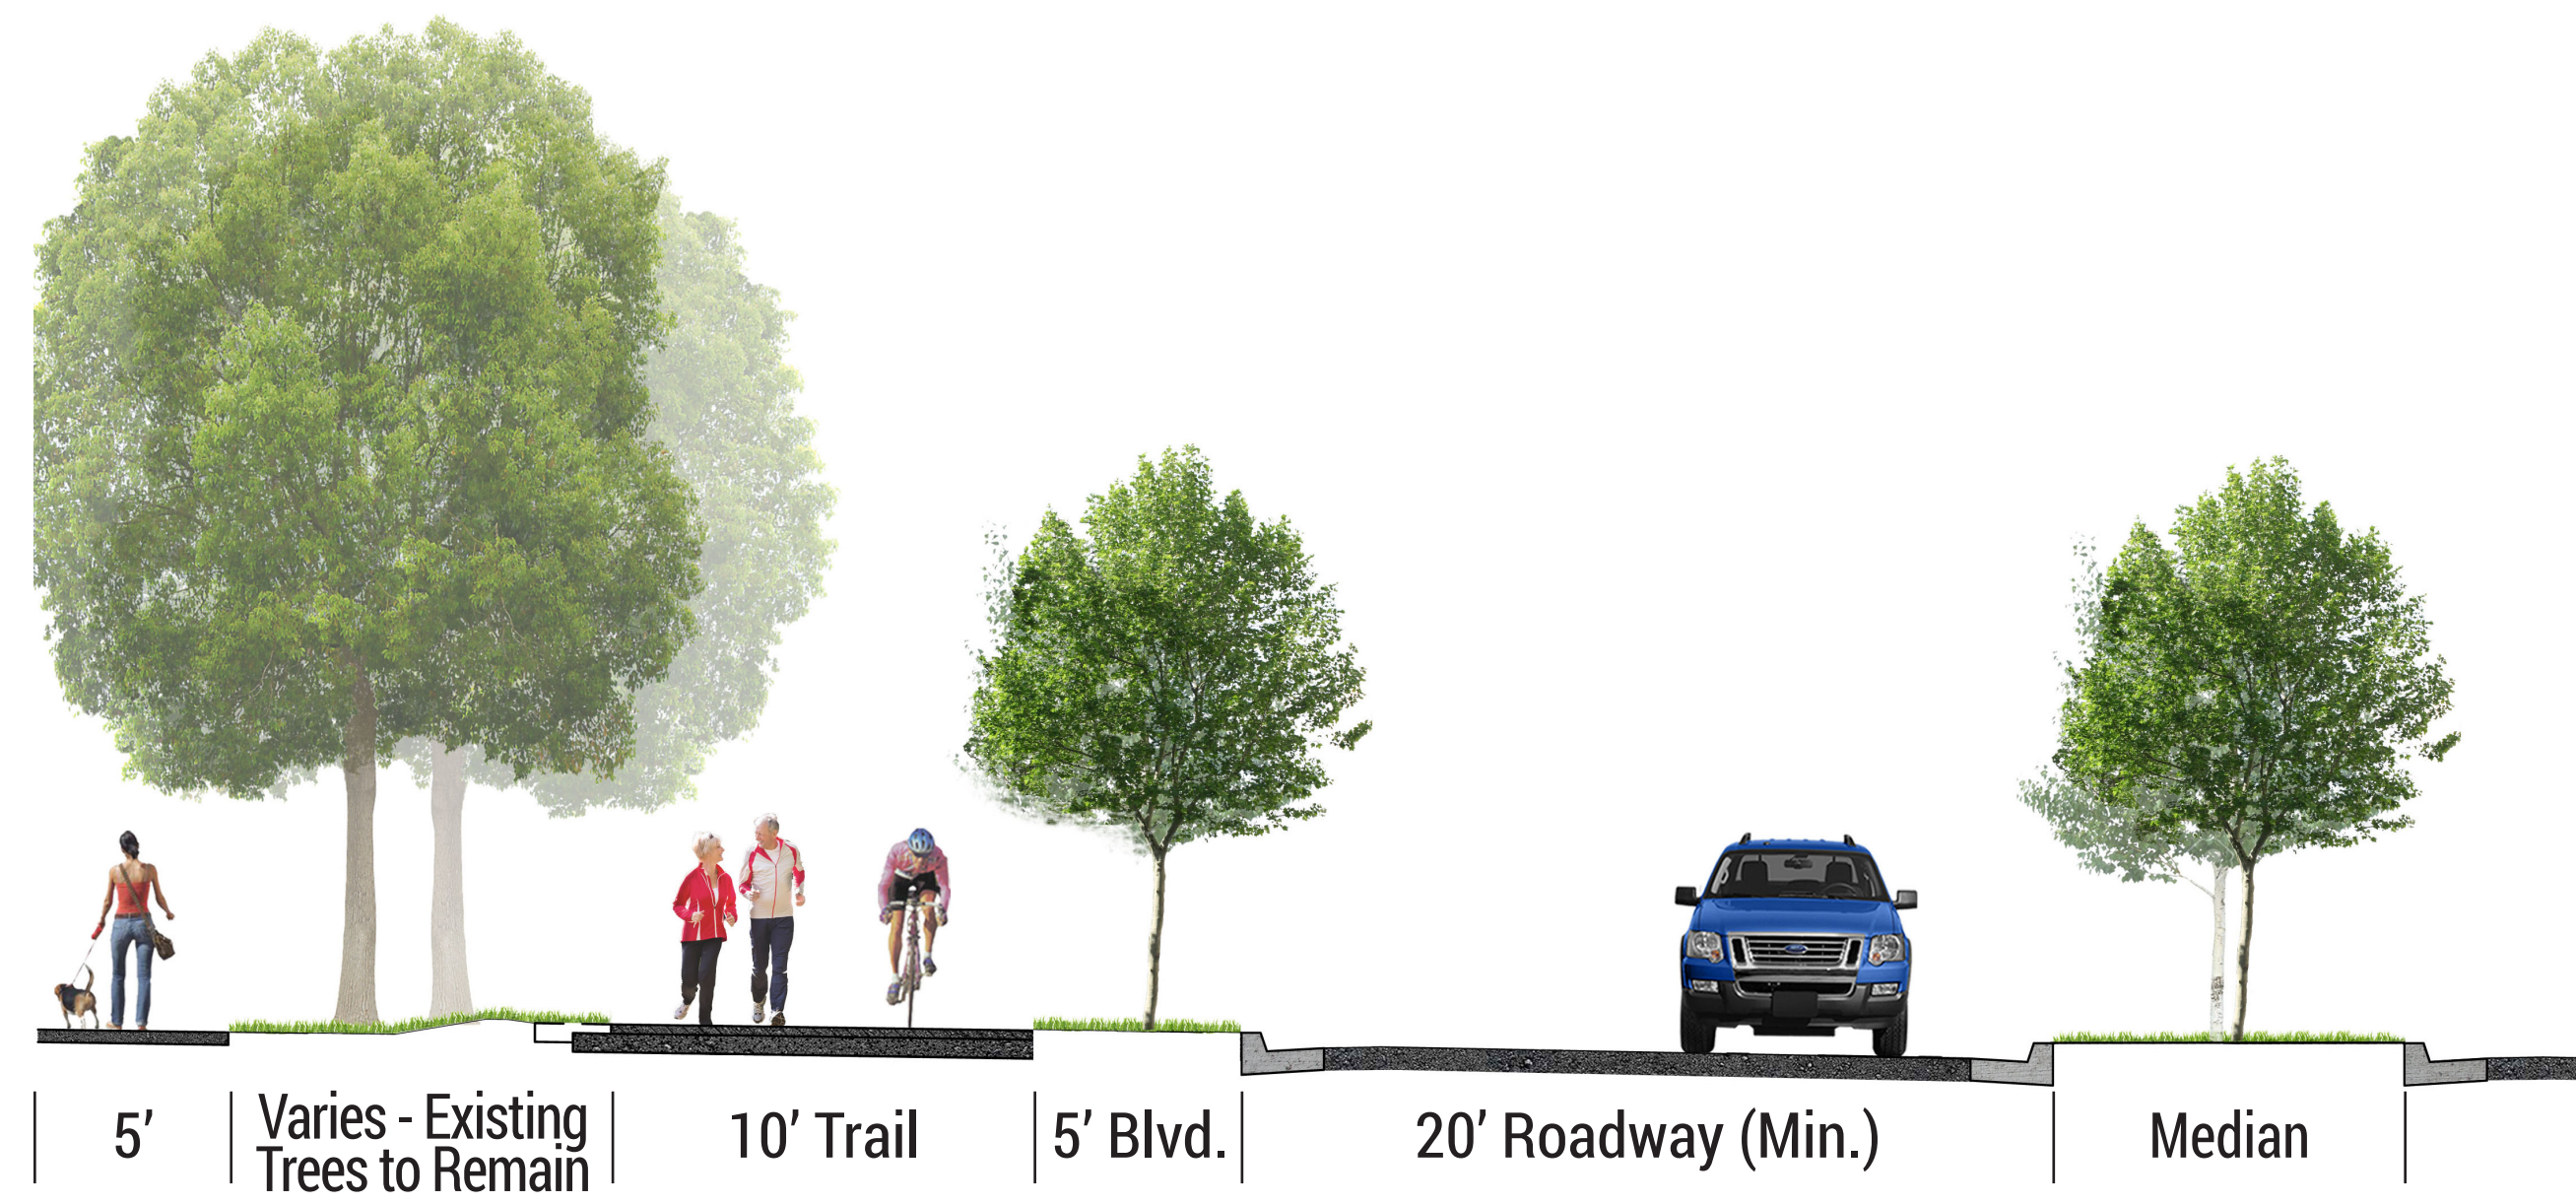 5’
Varies - Existing
Trees to Remain
10’ Trail
5’ Blvd.
20’ Roadway (Min.)
Median